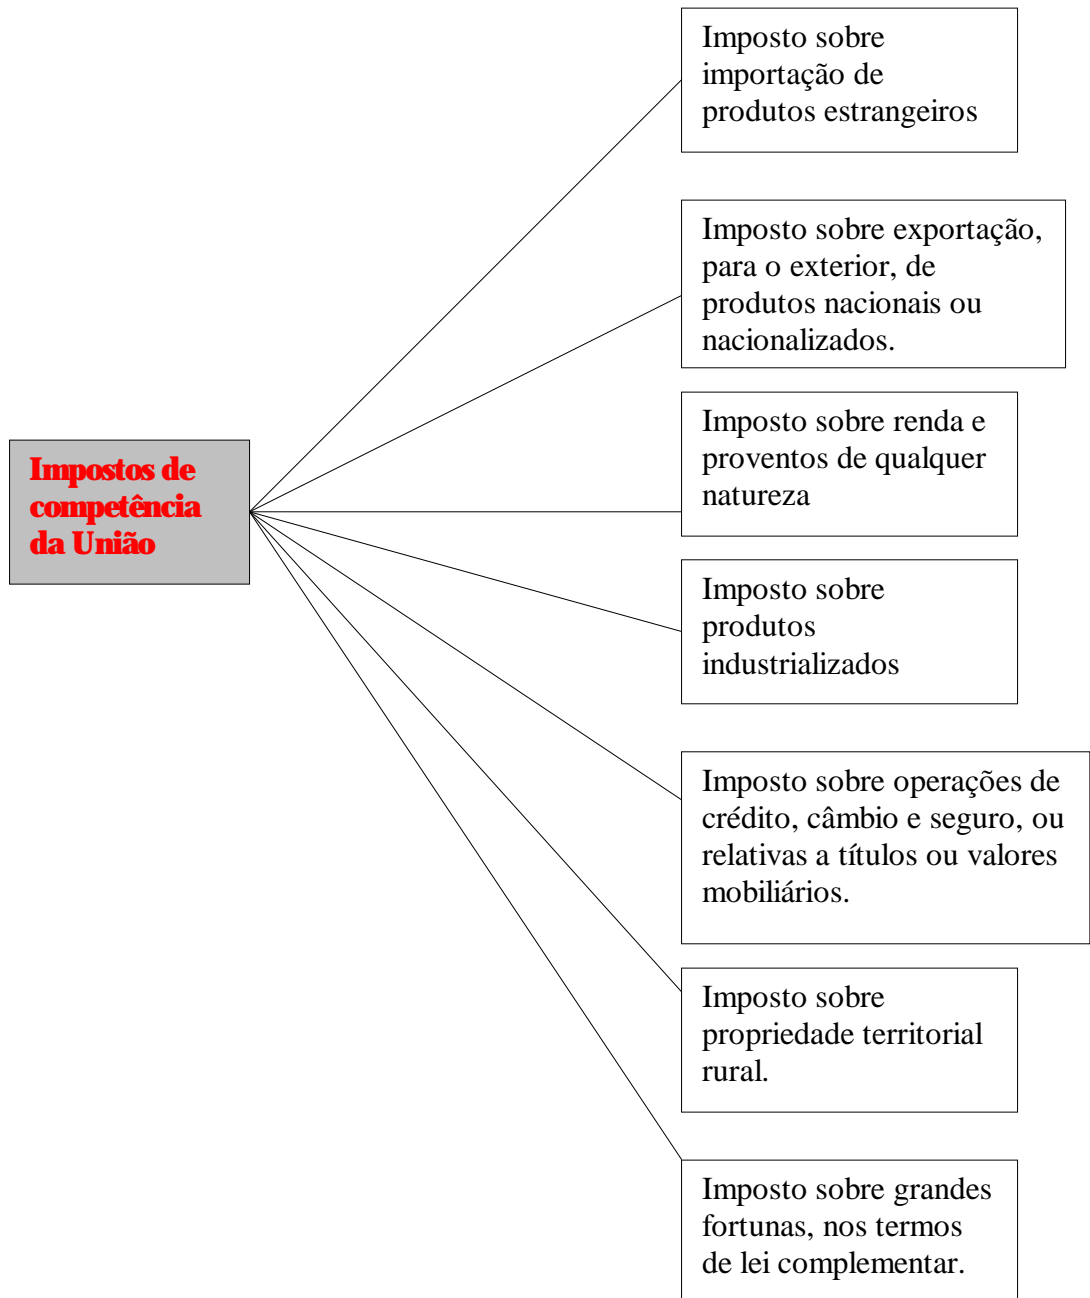 Imposto sobre
importação de
produtos estrangeiros
Imposto sobre exportação,
para o exterior, de
produtos nacionais ou
nacionalizados.
Imposto sobre renda e
proventos de qualquer
natureza
Impostos de
competência
da União
Imposto sobre
produtos
industrializados
Imposto sobre operações de
crédito, câmbio e seguro, ou
relativas a títulos ou valores
mobiliários.
Imposto sobre
propriedade territorial
rural.
Imposto sobre grandes
fortunas, nos termos
de lei complementar.